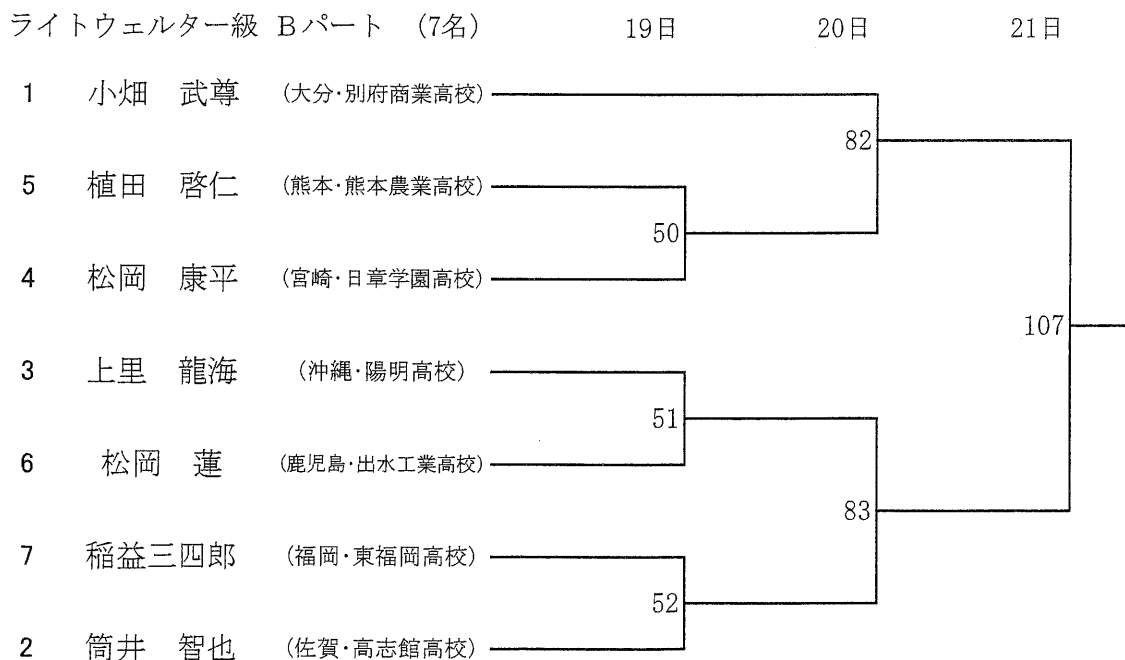 ライトウェルター級 Bパート (7名) 19日 20日 21日
1 小畑 武尊 (大分・別府商業高校)
82
5 植田 啓仁 (熊本・熊本農業高校)
50
4 松岡 康平 (宮崎・日章学園高校)
107
3 上里 龍海 (沖縄・陽明高校)
51
6 松岡 蓮 (鹿児島・出水工業高校)
83
7 稲益三四郎 (福岡・東福岡高校)
52
2 筒井 智也 (佐賀・高志館高校)